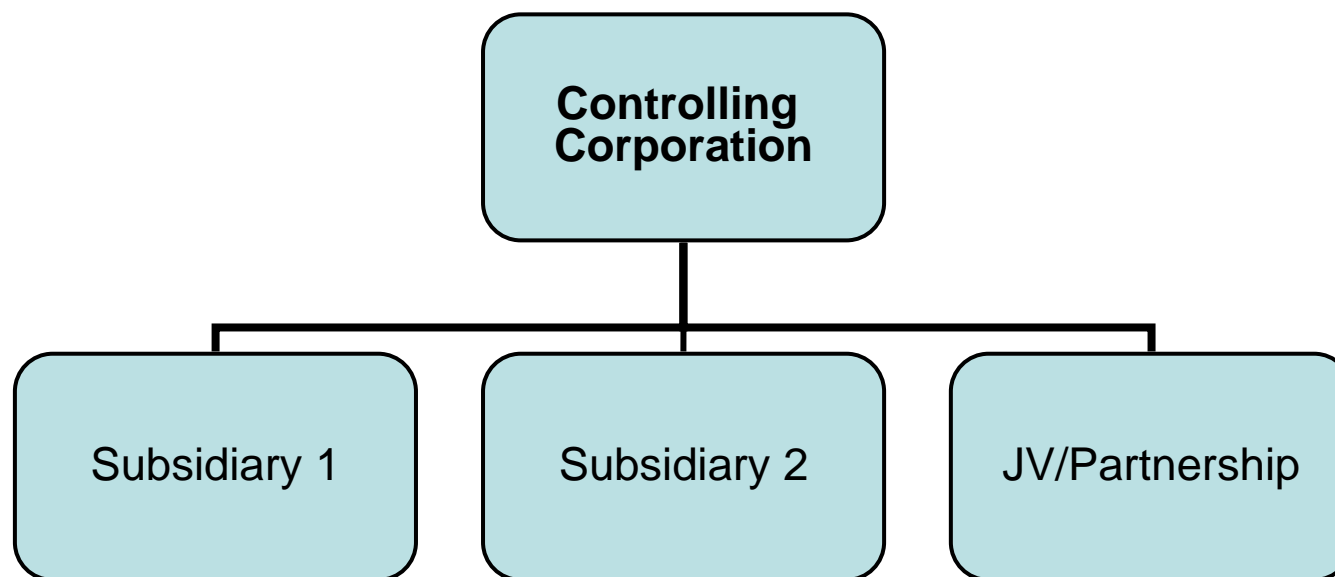 Controlling
Corporation
Subsidiary 1
Subsidiary 2
JV/Partnership